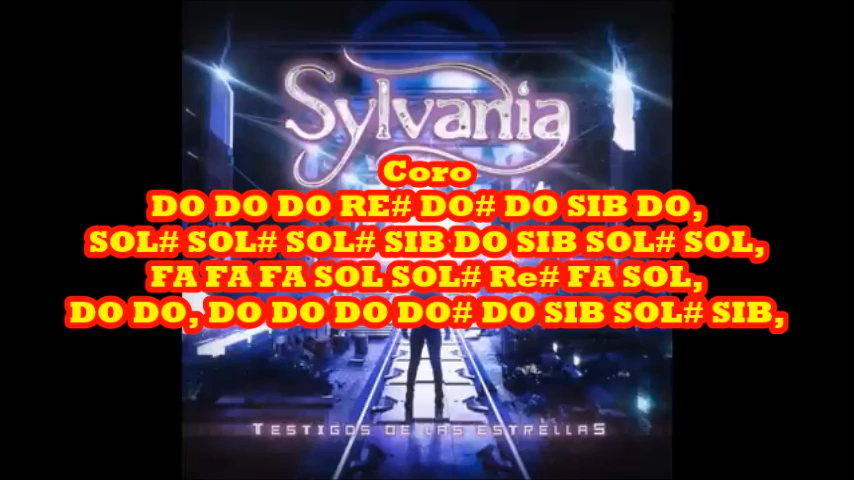 Sylvania
Coro
DO DO DO RE# DO# DO SIB DO,
SOL# SOL# SOL# SIB DO SIB SOL# SOL,
FA FA FA SOL SOL# Re# FA SOL,
DO DO, DO DO DO DO# DO SIB SOL# SIB,
TESTIGOS DE LAS ESTRELLAS